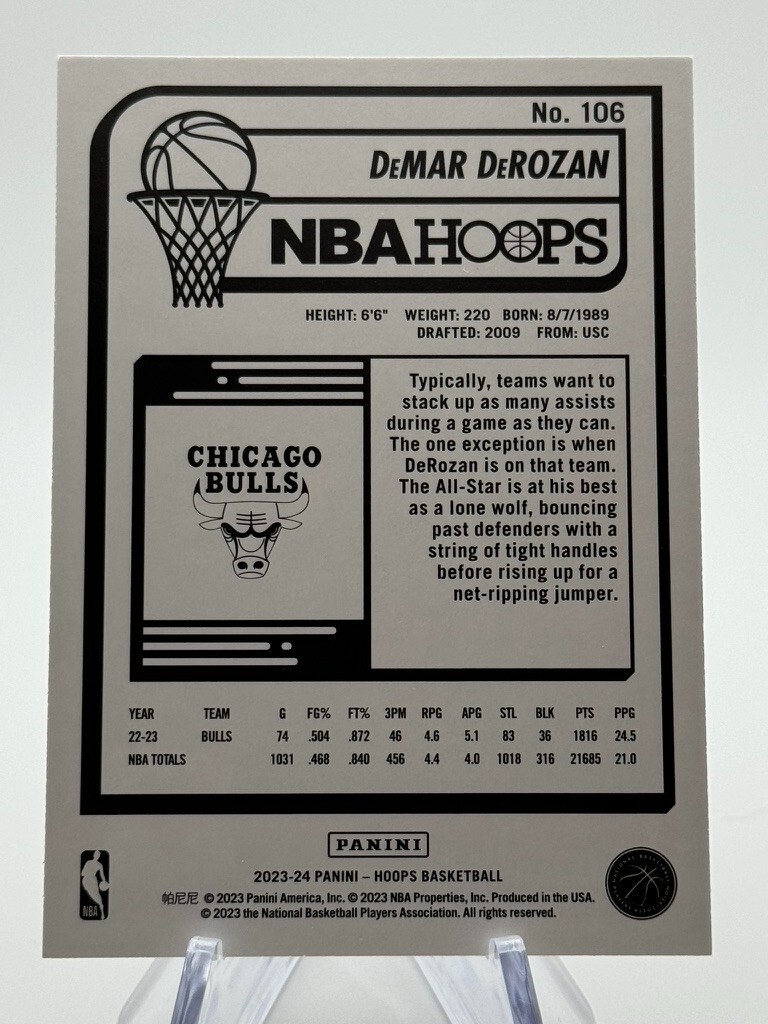 No. 106
DeMAR DeROZAN
NBA HOOPS
HEIGHT: 6'6" WEIGHT: 220 BORN: 8/7/1989
DRAFTED: 2009 FROM: USC
CHICAGO
BULLS
Typically, teams want to
stack up as many assists
during a game as they can.
The one exception is when
DeRozan is on that team.
The All-Star is at his best
as a lone wolf, bouncing
past defenders with a
string of tight handles
before rising up for a
net-ripping jumper.
YEAR TEAM G FG% FT% 3PM RPG APG STL BLK PTS PPG
22-23 BULLS 74 .504 .872 46 4.6 5.1 83 36 1816 24.5
NBA TOTALS 1031 .468 .840 456 4.4 4.0 1018 316 21685 21.0
PANINI
2023-24 PANINI – HOOPS BASKETBALL
帕尼尼 © 2023 Panini America, Inc. © 2023 NBA Properties, Inc. Produced in the USA.
© 2023 the National Basketball Players Association. All rights reserved.
NBA